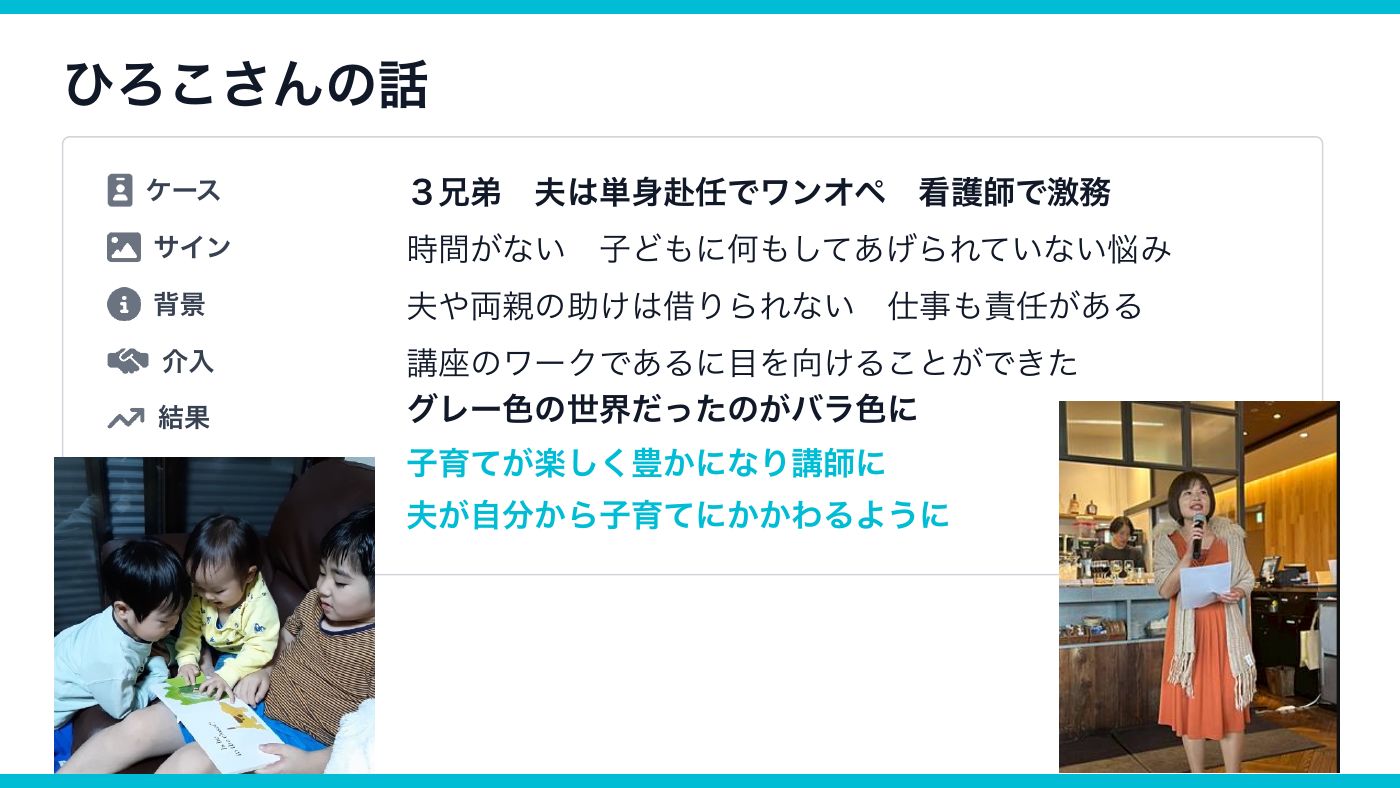 ひろこさんの話
ケース　３兄弟　夫は単身赴任でワンオペ　看護師で激務
サイン　時間がない　子どもに何もしてあげられていない悩み
背景　夫や両親の助けは借りられない　仕事も責任がある
介入　講座のワークであるに目を向けることができた
結果　グレー色の世界だったのがバラ色に
子育てが楽しく豊かになり講師に
夫が自分から子育てにかかわるように